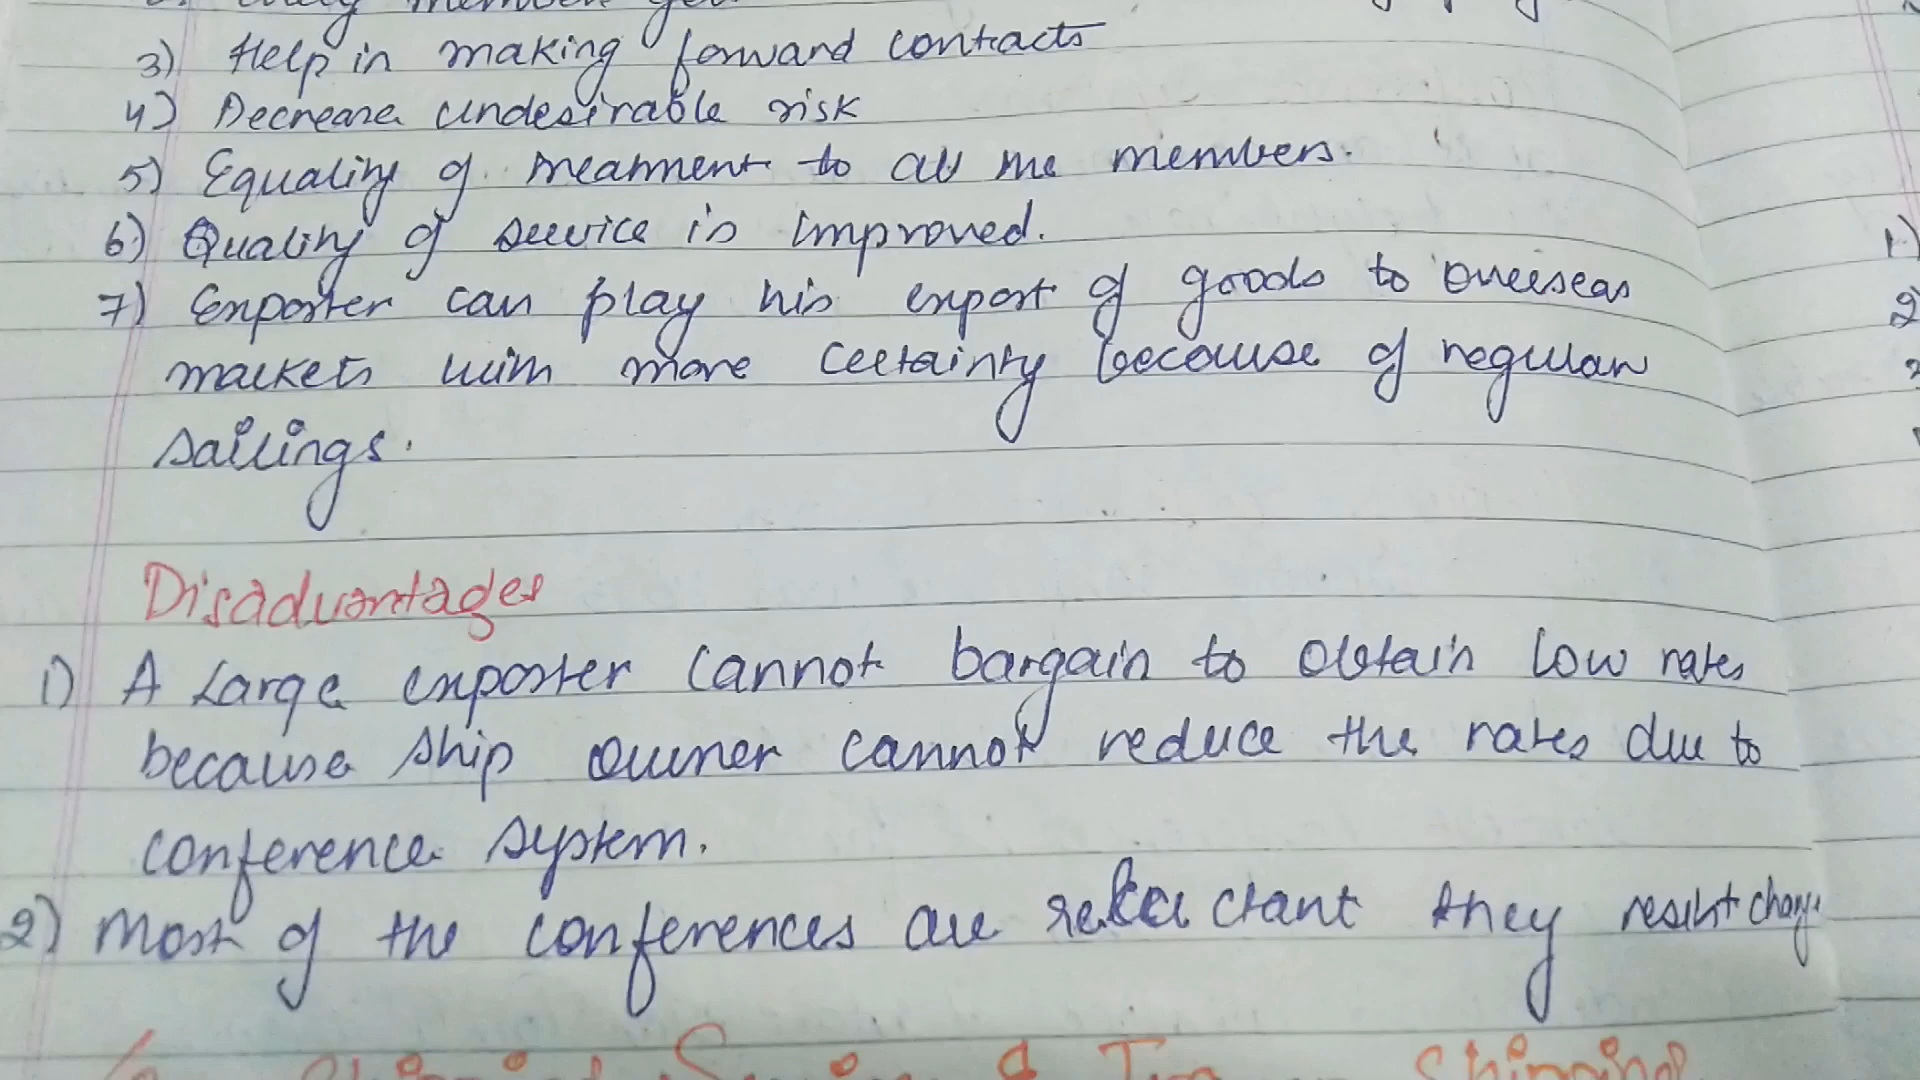 3) Help in making forward contracts
4) Decrease undesirable risk
5) Equality of treatment to all the members.
6) Quality of service is improved.
7) Exporter can play his export of goods to overseas
markets with more certainty because of regular
sailings.
Disadvantages
1) A Large exporter cannot bargain to obtain low rates
because ship owner cannot reduce the rates due to
conference system.
2) Most of the conferences are reluctant they resist change